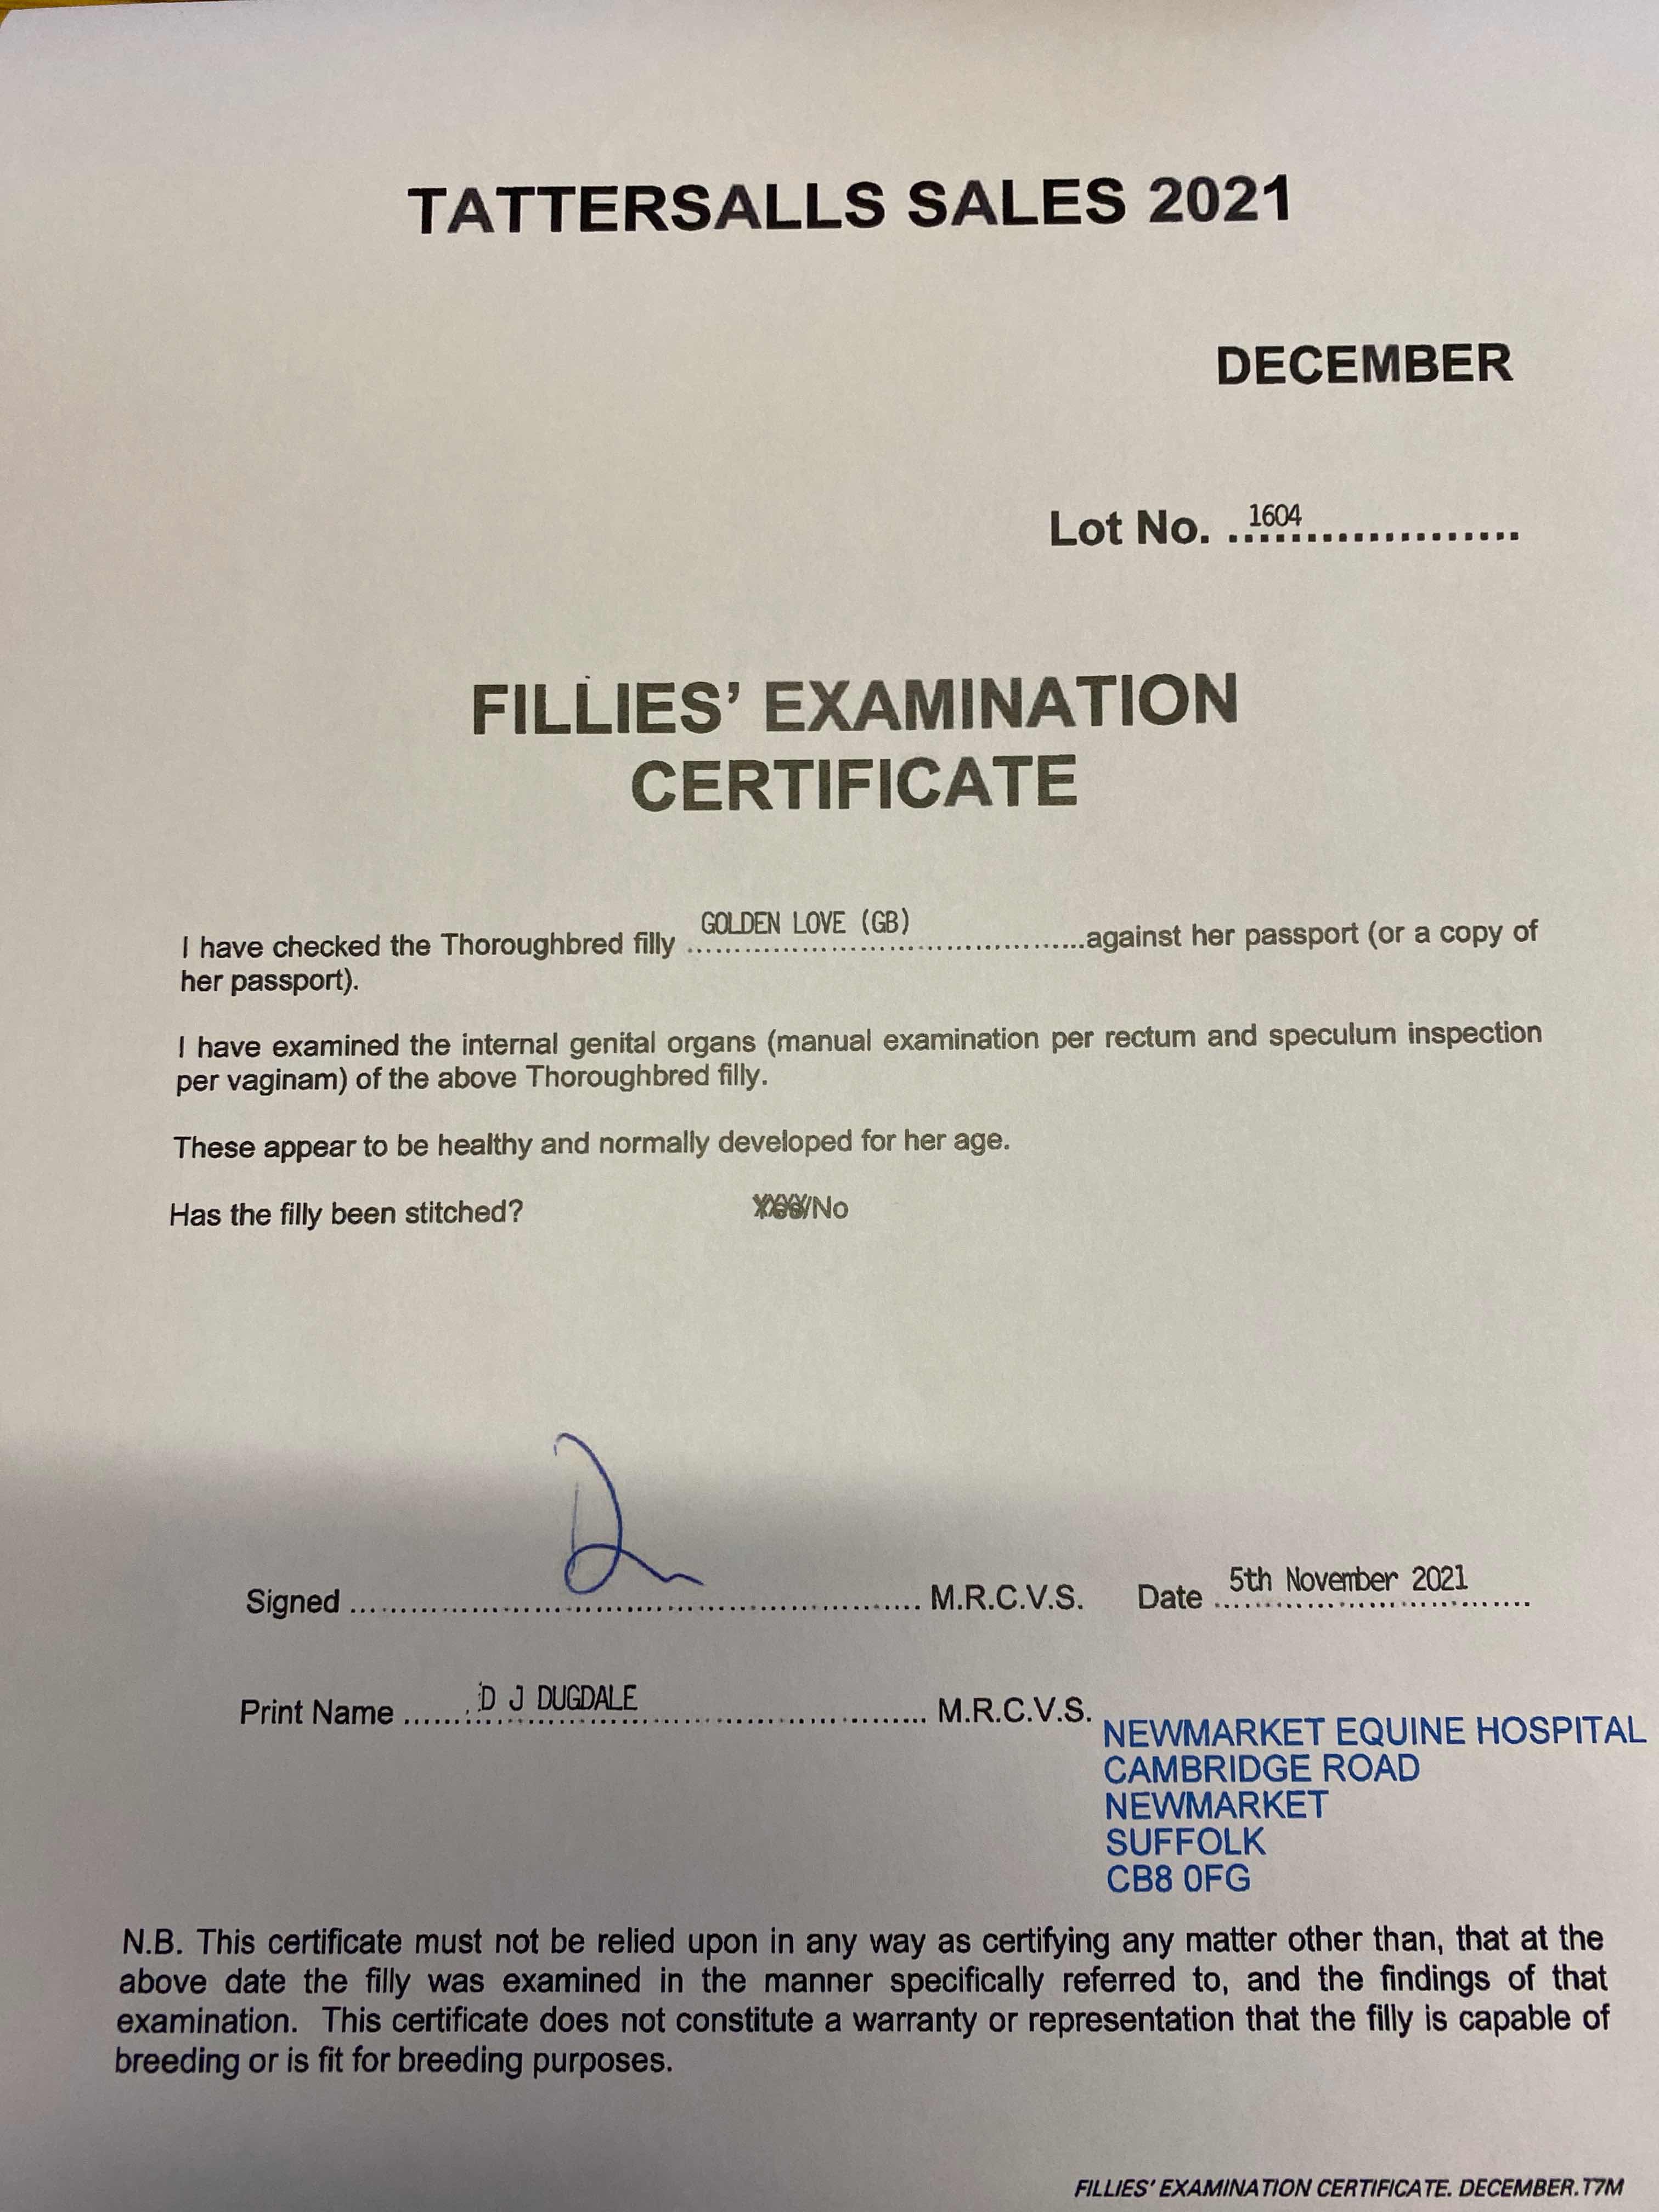 TATTERSALLS SALES 2021
DECEMBER
Lot No. 1604
FILLIES' EXAMINATION
CERTIFICATE
I have checked the Thoroughbred filly GOLDEN LOVE (GB) against her passport (or a copy of
her passport).
I have examined the internal genital organs (manual examination per rectum and speculum inspection
per vaginam) of the above Thoroughbred filly.
These appear to be healthy and normally developed for her age.
Has the filly been stitched? Yes/No
Signed M.R.C.V.S. Date 5th November 2021
Print Name D J DUGDALE M.R.C.V.S.
NEWMARKET EQUINE HOSPITAL
CAMBRIDGE ROAD
NEWMARKET
SUFFOLK
CB8 0FG
N.B. This certificate must not be relied upon in any way as certifying any matter other than, that at the
above date the filly was examined in the manner specifically referred to, and the findings of that
examination. This certificate does not constitute a warranty or representation that the filly is capable of
breeding or is fit for breeding purposes.
FILLIES' EXAMINATION CERTIFICATE. DECEMBER.T7M